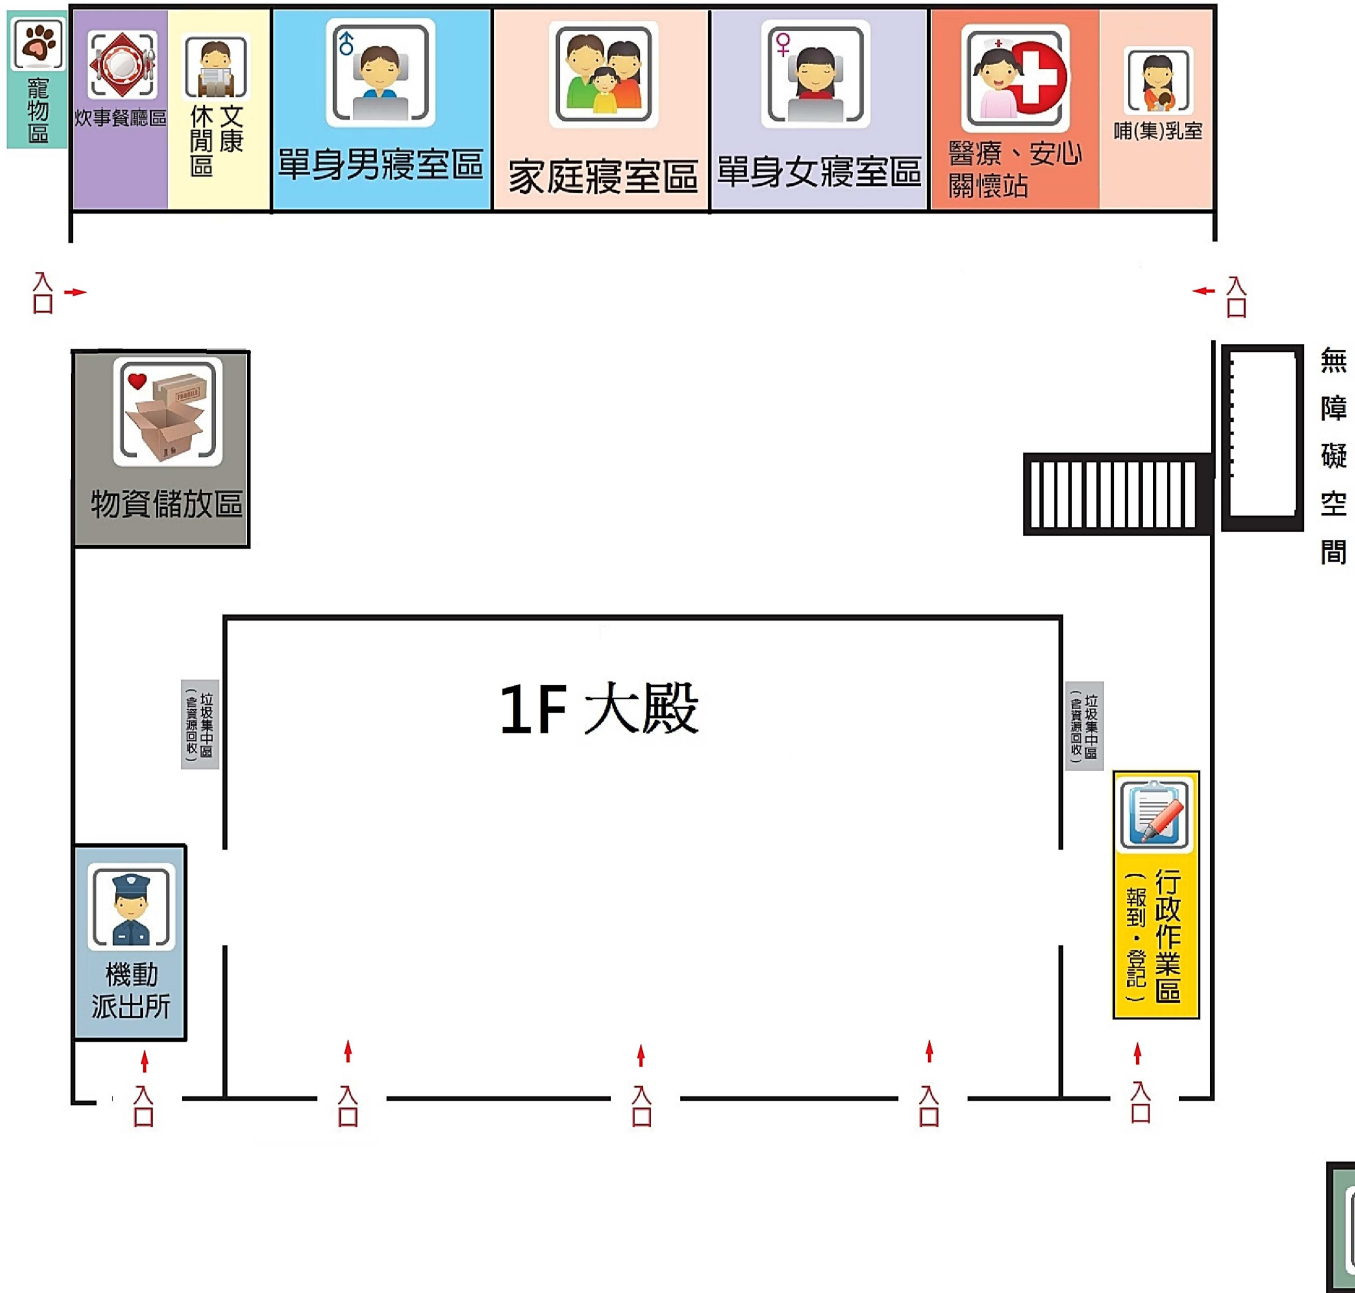 寵物區
炊事餐廳區
文康
休閒區
單身男寢室區
家庭寢室區
單身女寢室區
醫療、安心
關懷站
哺(集)乳室
入口
入口
無障礙空間
物資儲放區
1F 大殿
垃圾集中區
(含資源回收)
垃圾集中區
(含資源回收)
行政作業區
(報到·登記)
機動
派出所
入口
入口
入口
入口
入口